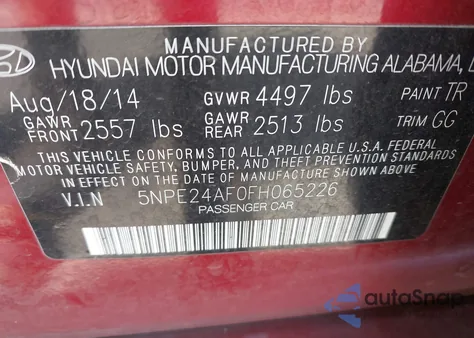 MANUFACTURED BY
HYUNDAI MOTOR MANUFACTURING ALABAMA,
Aug/18/14 GVWR 4497 lbs PAINT TR
GAWR FRONT 2557 lbs GAWR REAR 2513 lbs TRIM GG
THIS VEHICLE CONFORMS TO ALL APPLICABLE U.S.A. FEDERAL
MOTOR VEHICLE SAFETY, BUMPER, AND THEFT PREVENTION
STANDARDS IN EFFECT ON THE DATE OF MANUFACTURE SHOWN ABOVE.
V.I.N 5NPE24AF0FH065226
PASSENGER CAR
autoSnap